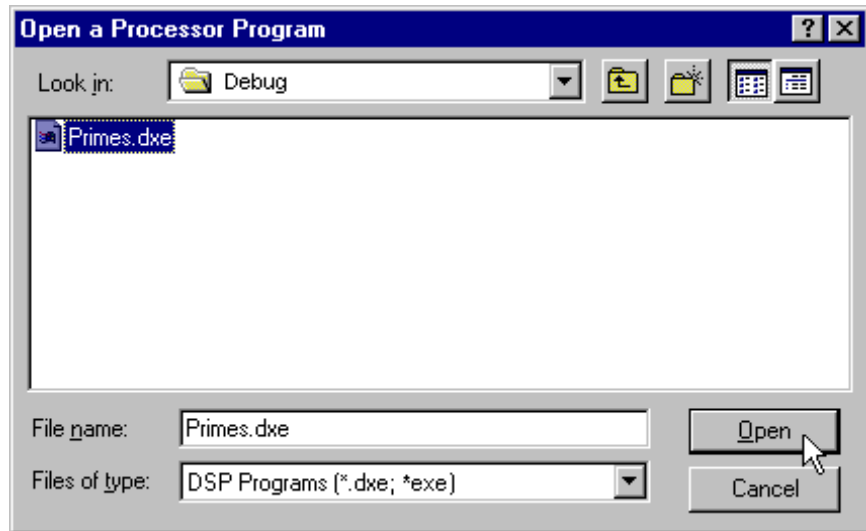 Open a Processor Program
Look in: Debug
Primes.dxe
File name: Primes.dxe Open
Files of type: DSP Programs (*.dxe; *exe) Cancel